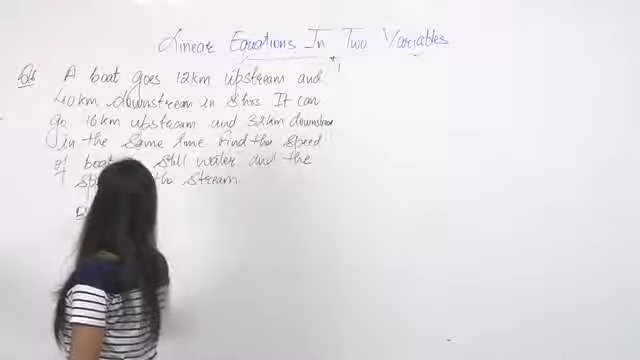 Linear Equations In Two Variables
A boat goes 12km upstream and
40km downstream in 8hrs It can
go 16km upstream and 32km downstream
in the same time Find the speed
of boat still water and the
the stream